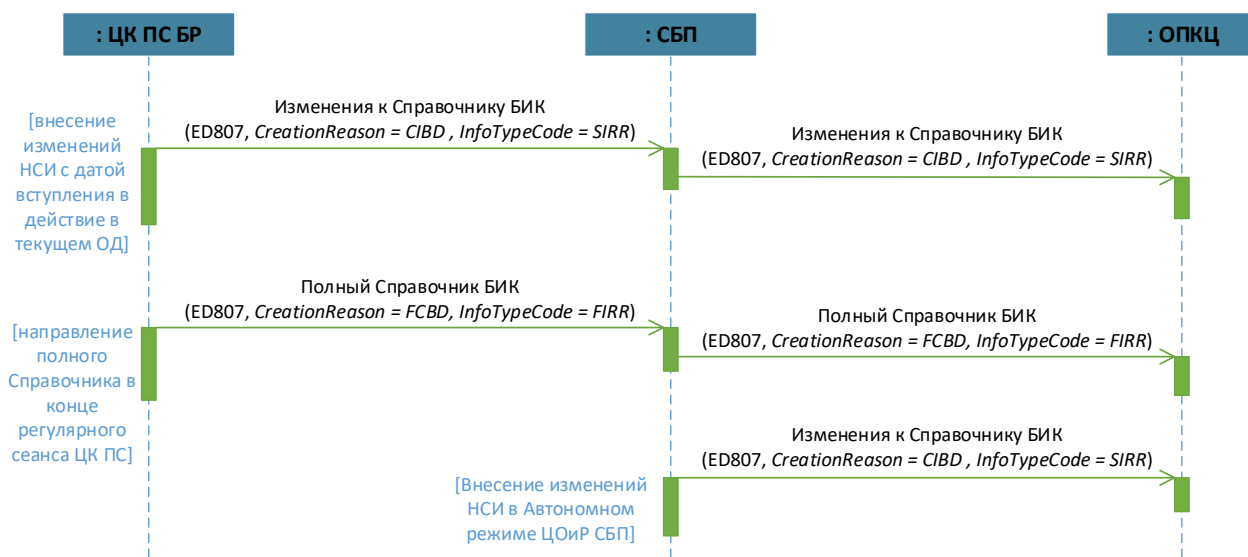 : ЦК ПС БР
: СБП
: ОПКЦ
[внесение
изменений
НСИ с датой
вступления в
действие в
текущем ОД]
Изменения к Справочнику БИК
(ED807, CreationReason = CIBD , InfoTypeCode = SIRR)
Изменения к Справочнику БИК
(ED807, CreationReason = CIBD , InfoTypeCode = SIRR)
[направление
полного
Справочника в
конце
регулярного
сеанса ЦК ПС]
Полный Справочник БИК
(ED807, CreationReason = FCBD, InfoTypeCode = FIRR)
Полный Справочник БИК
(ED807, CreationReason = FCBD, InfoTypeCode = FIRR)
Изменения к Справочнику БИК
(ED807, CreationReason = CIBD , InfoTypeCode = SIRR)
[Внесение изменений
НСИ в Автономном
режиме ЦОиР СБП]